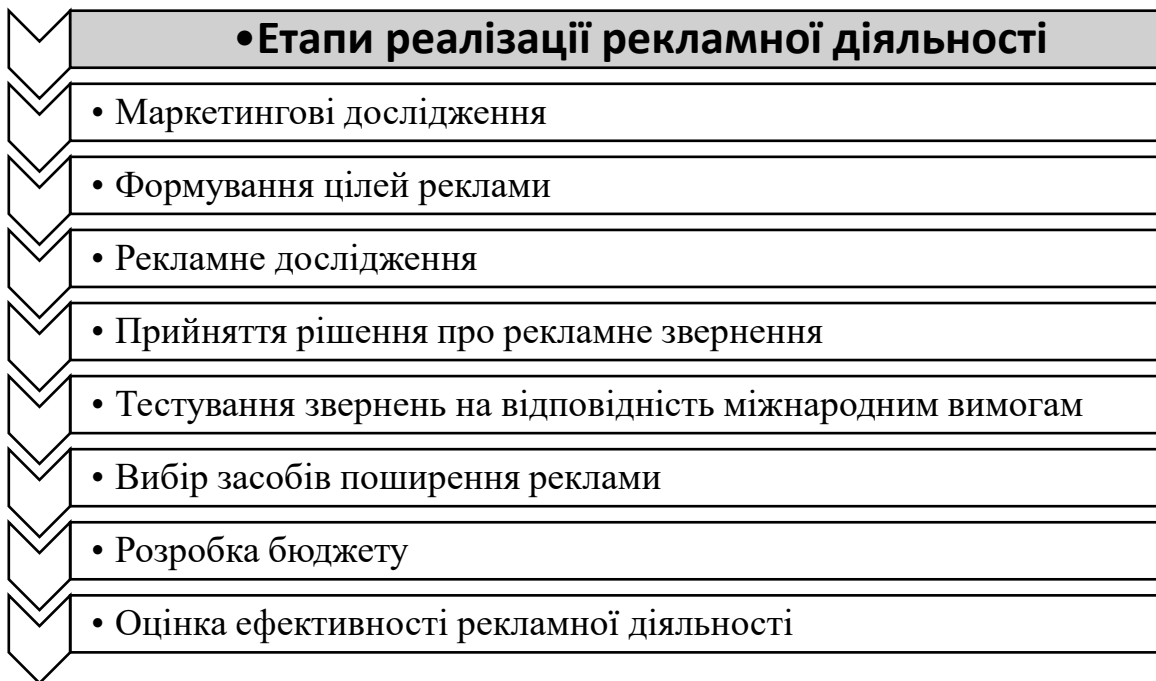 •Етапи реалізації рекламної діяльності
• Маркетингові дослідження
• Формування цілей реклами
• Рекламне дослідження
• Прийняття рішення про рекламне звернення
• Тестування звернень на відповідність міжнародним вимогам
• Вибір засобів поширення реклами
• Розробка бюджету
• Оцінка ефективності рекламної діяльності